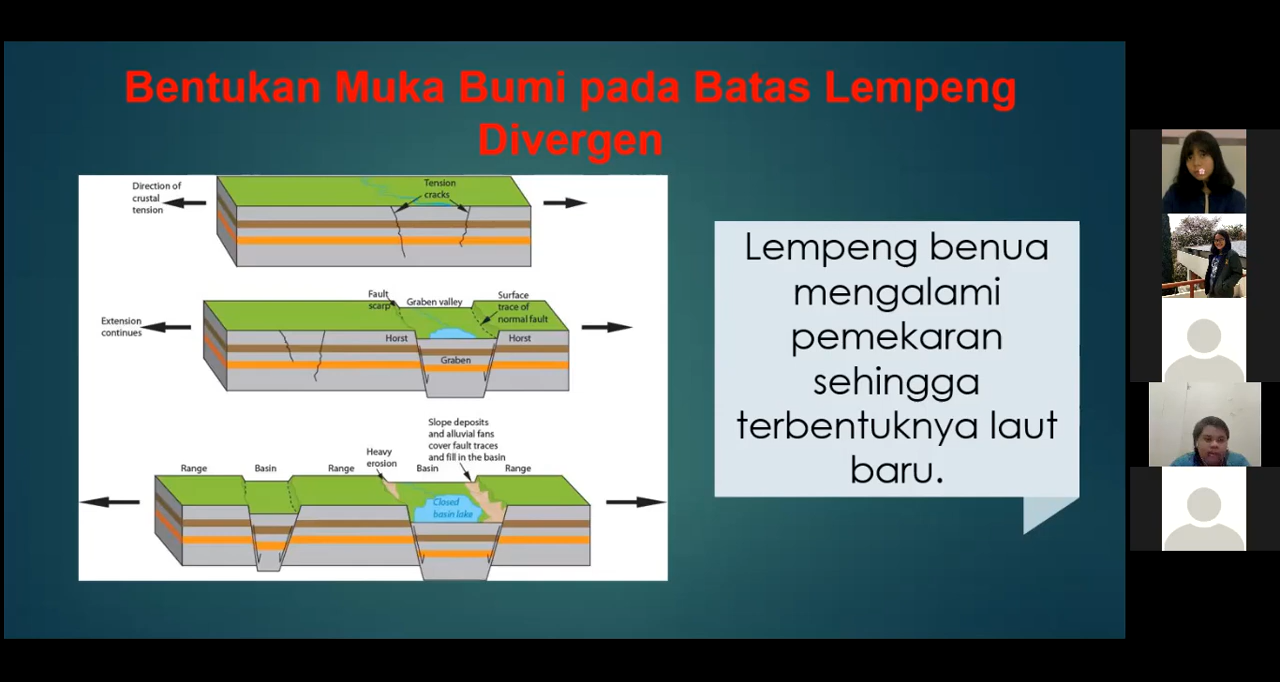 Bentukan Muka Bumi pada Batas Lempeng
Divergen
Direction of
crustal
tension
Tension
cracks
Extension
continues
Fault
scarp
Graben valley
Surface
trace of
normal fault
Horst
Graben
Horst
Slope deposits
and alluvial fans
cover fault traces
and fill in the basin
Heavy
erosion
Range
Basin
Range
Basin
Range
Closed
basin lake
Lempeng benua
mengalami
pemekaran
sehingga
terbentuknya laut
baru.